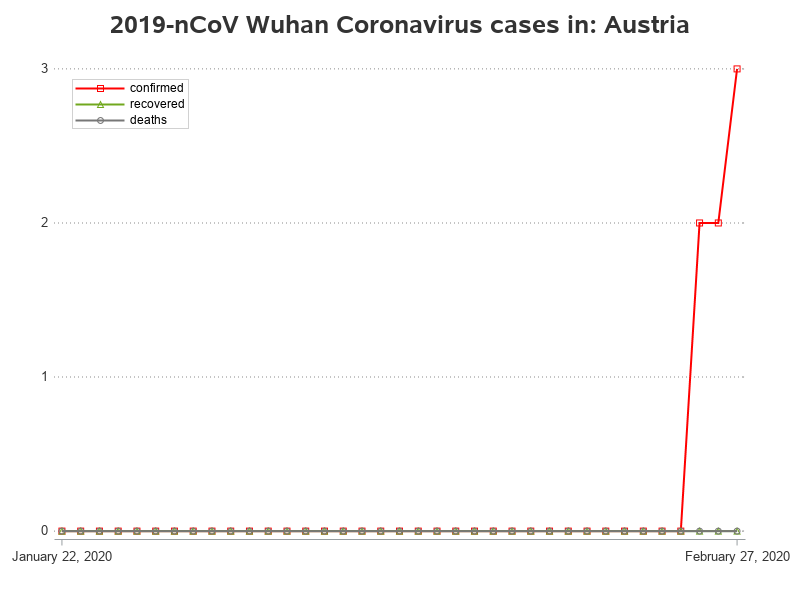 2019-nCoV Wuhan Coronavirus cases in: Austria
3
confirmed
recovered
deaths
2
1
0
January 22, 2020
February 27, 2020